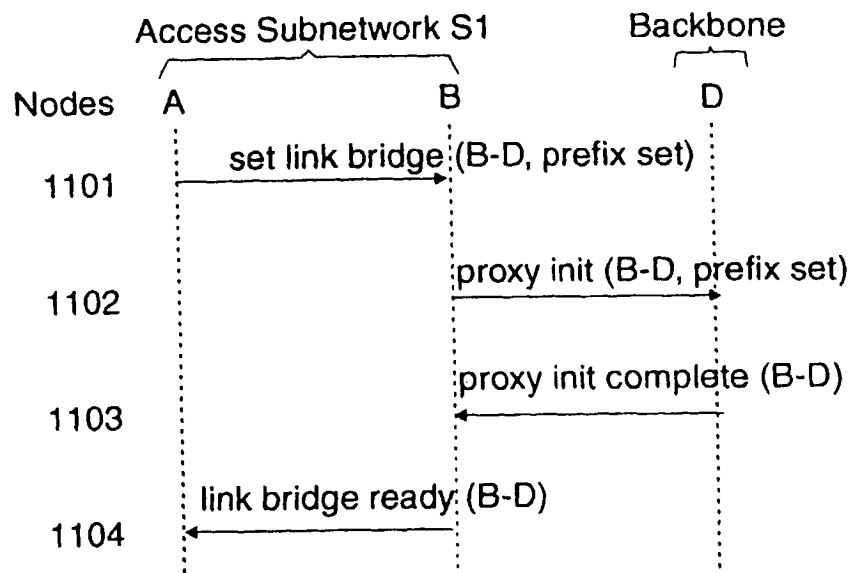 Access Subnetwork S1 Backbone
Nodes A B D
set link bridge (B-D, prefix set)
1101
proxy init (B-D, prefix set)
1102
proxy init complete (B-D)
1103
link bridge ready (B-D)
1104